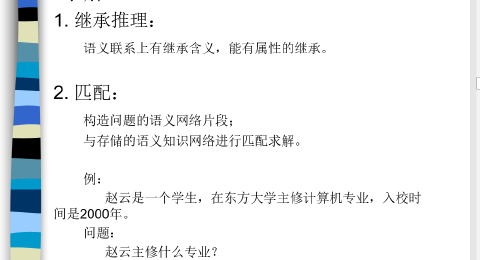 1. 继承推理：
语义联系上有继承含义，能有属性的继承。
2. 匹配：
构造问题的语义网络片段；
与存储的语义知识网络进行匹配求解。
例：
赵云是一个学生，在东方大学主修计算机专业，入校时
间是2000年。
问题：
赵云主修什么专业？